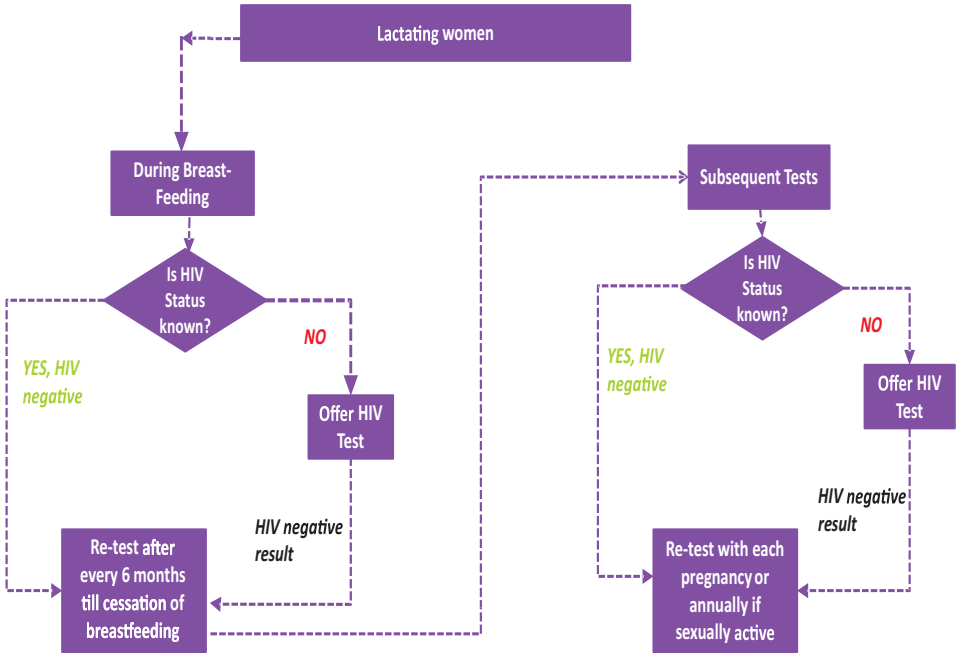 Lactating women
During Breast-
Feeding
Is HIV
Status
known?
NO
YES, HIV
negative
Offer HIV
Test
HIV negative
result
Re-test after
every 6 months
till cessation of
breastfeeding
Subsequent Tests
Is HIV
Status
known?
NO
YES, HIV
negative
Offer HIV
Test
HIV negative
result
Re-test with each
pregnancy or
annually if
sexually active